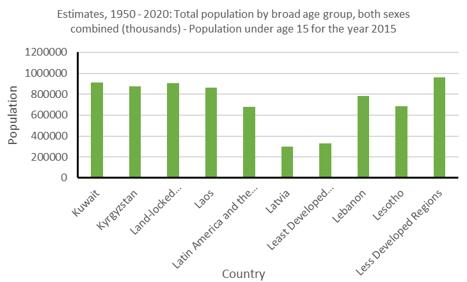 Estimates, 1950 - 2020: Total population by broad age group, both sexes
combined (thousands) - Population under age 15 for the year 2015
1200000
1000000
800000
600000
400000
200000
0
Population
Kuwait
Kyrgyzstan
Land-locked...
Laos
Latin America and the...
Latvia
Least Developed...
Lebanon
Lesotho
Less Developed Regions
Country